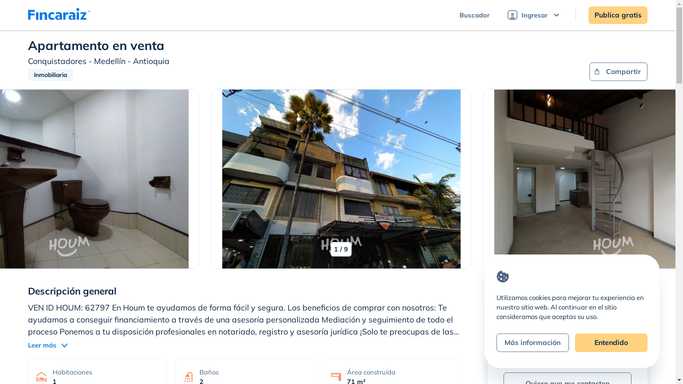 Fincaraiz
Buscador
Ingresar
Publica gratis
Apartamento en venta
Conquistadores - Medellín - Antioquia
Inmobiliaria
Compartir
HOUM
HOUM
HOUM
1 / 9
Descripción general
VEN ID HOUM: 62797 En Houm te ayudamos de forma fácil y segura. Los beneficios de comprar con nosotros: Te
ayudamos a conseguir financiamiento a través de una asesoría personalizada Mediación y seguimiento de todo el
proceso Ponemos a tu disposición profesionales en notariado, registro y asesoría jurídica ¡Solo te preocupas de las...
Leer más
Habitaciones
1
Baños
2
Área construida
71 m²
Utilizamos cookies para mejorar tu experiencia en
nuestro sitio web. Al continuar en el sitio
consideramos que aceptas su uso.
Más información
Entendido
Quiero que me contacten